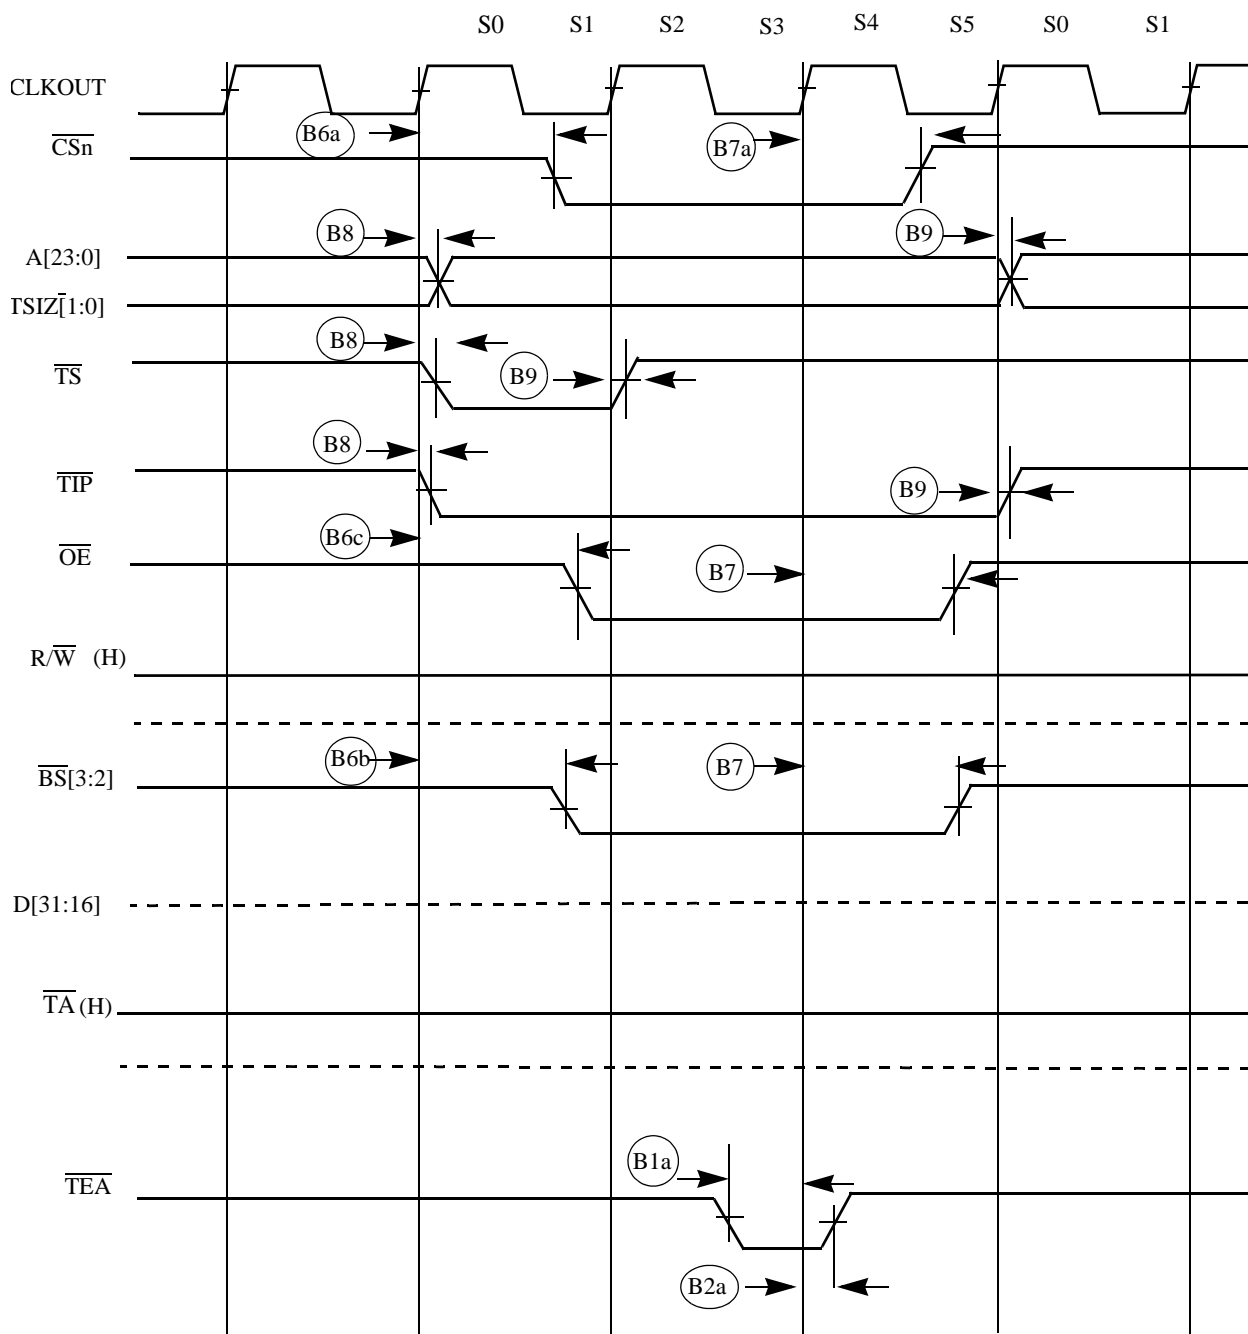 S0 S1 S2 S3 S4 S5 S0 S1
CLKOUT
B6a
CSn
B7a
B8
B9
A[23:0]
TSIZ[1:0]
B8
TS
B9
B8
TIP
B9
B6c
OE
B7
R/W (H)
B6b
B7
BS[3:2]
D[31:16]
TA (H)
B1a
TEA
B2a